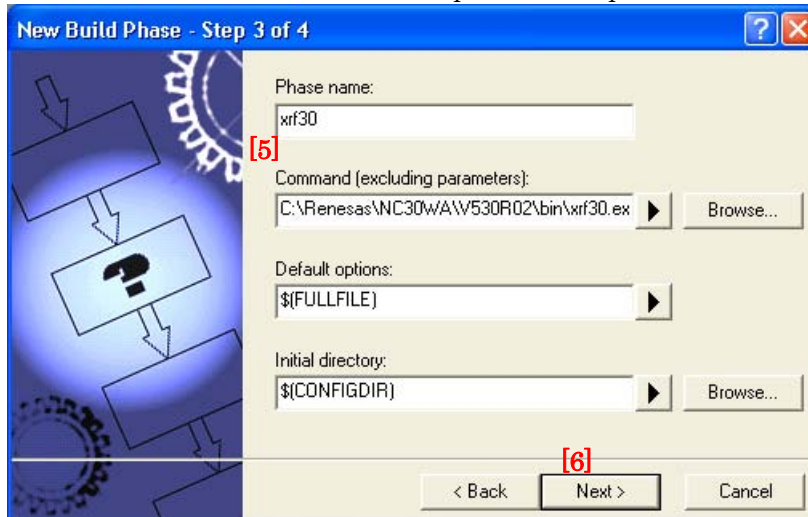 New Build Phase - Step 3 of 4
Phase name:
xrf30
[5]
Command (excluding parameters):
C:\Renesas\NC30WA\V530R02\bin\xrf30.ex
Browse...
Default options:
$(FULLFILE)
Initial directory:
$(CONFIGDIR)
Browse...
[6]
< Back
Next >
Cancel